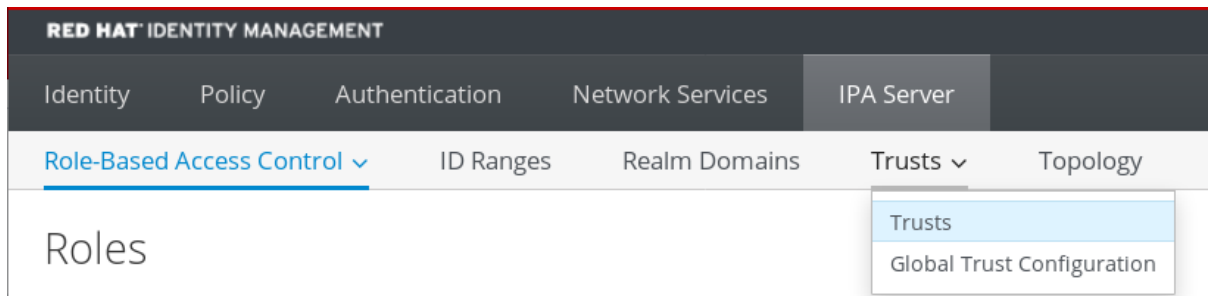 RED HAT IDENTITY MANAGEMENT
Identity Policy Authentication Network Services IPA Server
Role-Based Access Control ID Ranges Realm Domains Trusts Topology
Trusts
Roles
Global Trust Configuration